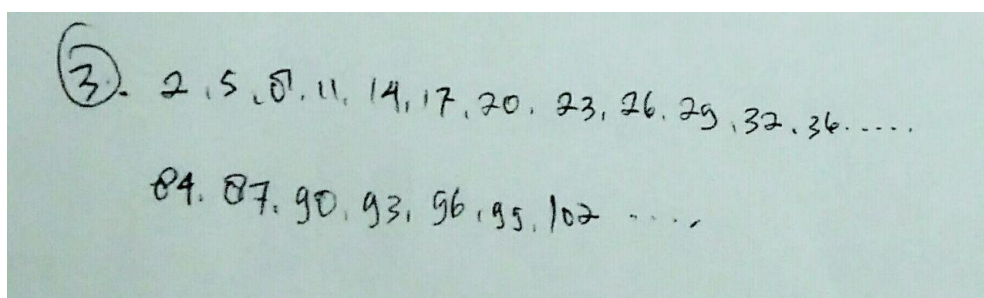 ③. 2, 5, 8, 11, 14, 17, 20, 23, 26, 29, 32, 36.....
84. 87. 90, 93, 96, 99, 102 .....